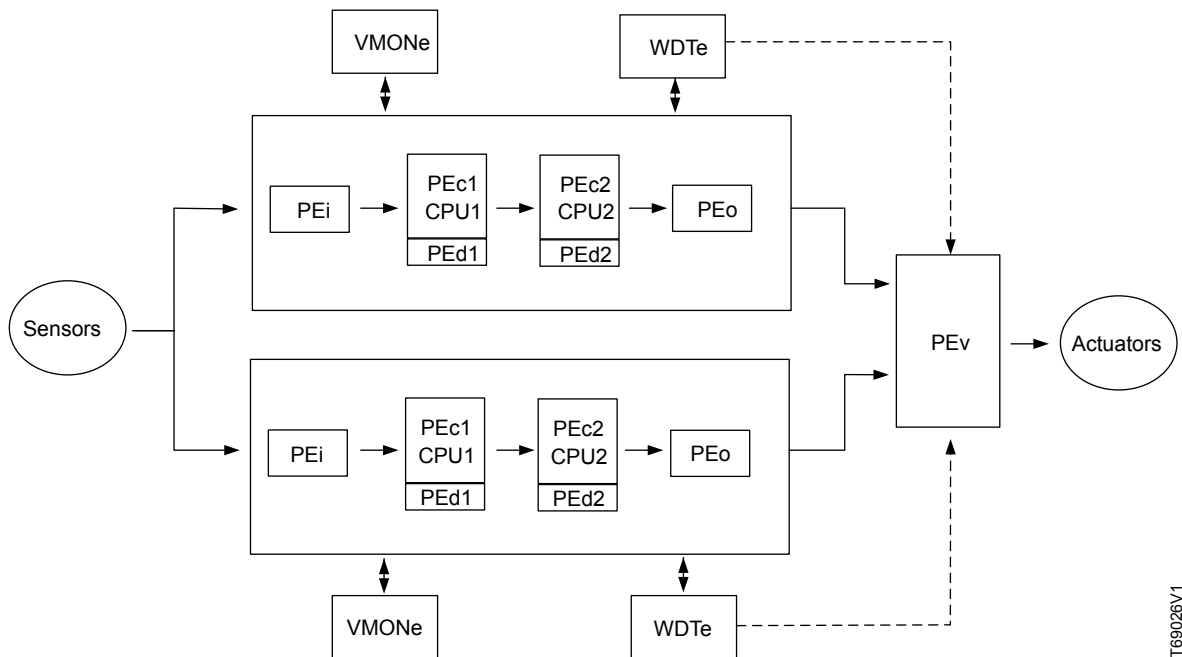 VMONe
WDTe
PEi
PEc1
CPU1
PEd1
PEc2
CPU2
PEd2
PEo
Sensors
PEv
Actuators
PEi
PEc1
CPU1
PEd1
PEc2
CPU2
PEd2
PEo
VMONe
WDTe
T69026V1